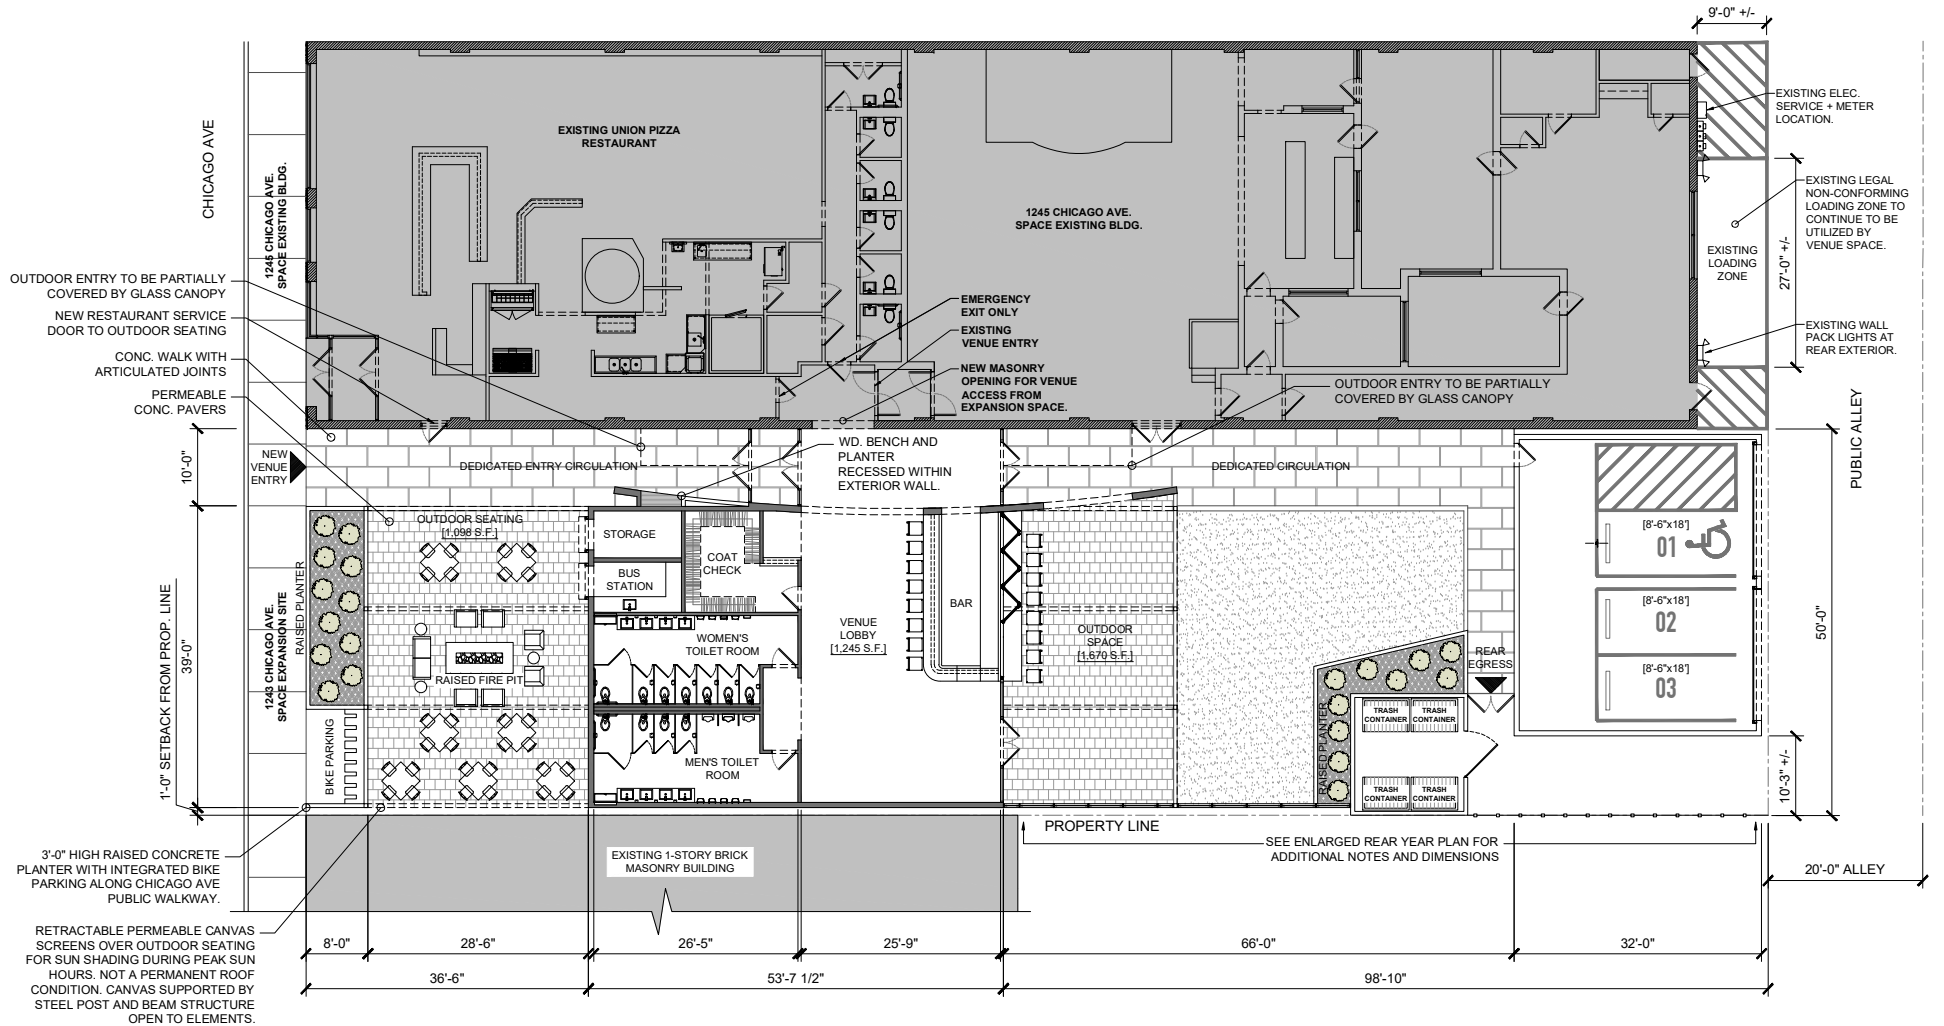 9'-0" +/-
CHICAGO AVE
1245 CHICAGO AVE.
SPACE EXISTING BLDG.
EXISTING UNION PIZZA
RESTAURANT
1245 CHICAGO AVE.
SPACE EXISTING BLDG.
EXISTING ELEC.
SERVICE + METER
LOCATION.
EXISTING LEGAL
NON-CONFORMING
LOADING ZONE TO
CONTINUE TO BE
UTILIZED BY
VENUE SPACE.
EXISTING
LOADING
ZONE
27'-0" +/-
EXISTING WALL
PACK LIGHTS AT
REAR EXTERIOR.
OUTDOOR ENTRY TO BE PARTIALLY
COVERED BY GLASS CANOPY
NEW RESTAURANT SERVICE
DOOR TO OUTDOOR SEATING
CONC. WALK WITH
ARTICULATED JOINTS
PERMEABLE
CONC. PAVERS
EMERGENCY
EXIT ONLY
EXISTING
VENUE ENTRY
NEW MASONRY
OPENING FOR VENUE
ACCESS FROM
EXPANSION SPACE.
OUTDOOR ENTRY TO BE PARTIALLY
COVERED BY GLASS CANOPY
PUBLIC ALLEY
10'-0"
NEW
VENUE
ENTRY
DEDICATED ENTRY CIRCULATION
WD. BENCH AND
PLANTER
RECESSED WITHIN
EXTERIOR WALL.
DEDICATED CIRCULATION
OUTDOOR SEATING
[1,098 S.F.]
STORAGE
COAT
CHECK
BUS
STATION
BAR
VENUE
LOBBY
[1,245 S.F.]
WOMEN'S
TOILET ROOM
MEN'S TOILET
ROOM
OUTDOOR
SPACE
[1,670 S.F.]
RAISED PLANTER
RAISED FIRE PIT
BIKE PARKING
1243 CHICAGO AVE.
SPACE EXPANSION SITE
39'-0"
1'-0" SETBACK FROM PROP. LINE
[8'-6"x18']
01
[8'-6"x18']
02
[8'-6"x18']
03
50'-0"
REAR
EGRESS
RAISED PLANTER
TRASH
CONTAINER
TRASH
CONTAINER
TRASH
CONTAINER
TRASH
CONTAINER
10'-3" +/-
PROPERTY LINE
SEE ENLARGED REAR YEAR PLAN FOR
ADDITIONAL NOTES AND DIMENSIONS
20'-0" ALLEY
EXISTING 1-STORY BRICK
MASONRY BUILDING
3'-0" HIGH RAISED CONCRETE
PLANTER WITH INTEGRATED BIKE
PARKING ALONG CHICAGO AVE
PUBLIC WALKWAY.
RETRACTABLE PERMEABLE CANVAS
SCREENS OVER OUTDOOR SEATING
FOR SUN SHADING DURING PEAK SUN
HOURS. NOT A PERMANENT ROOF
CONDITION. CANVAS SUPPORTED BY
STEEL POST AND BEAM STRUCTURE
OPEN TO ELEMENTS.
8'-0"
28'-6"
26'-5"
25'-9"
66'-0"
32'-0"
36'-6"
53'-7 1/2"
98'-10"